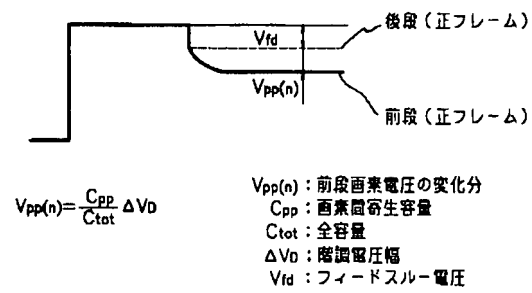 後段(正フレーム)
Vfd
Vpp(n)
前段(正フレーム)
Vpp(n)=Cpp/Ctot ΔVD
Vpp(n):前段画素電圧の変化分
Cpp:画素間寄生容量
Ctot:全容量
ΔVD:階調電圧幅
Vfd:フィードスルー電圧